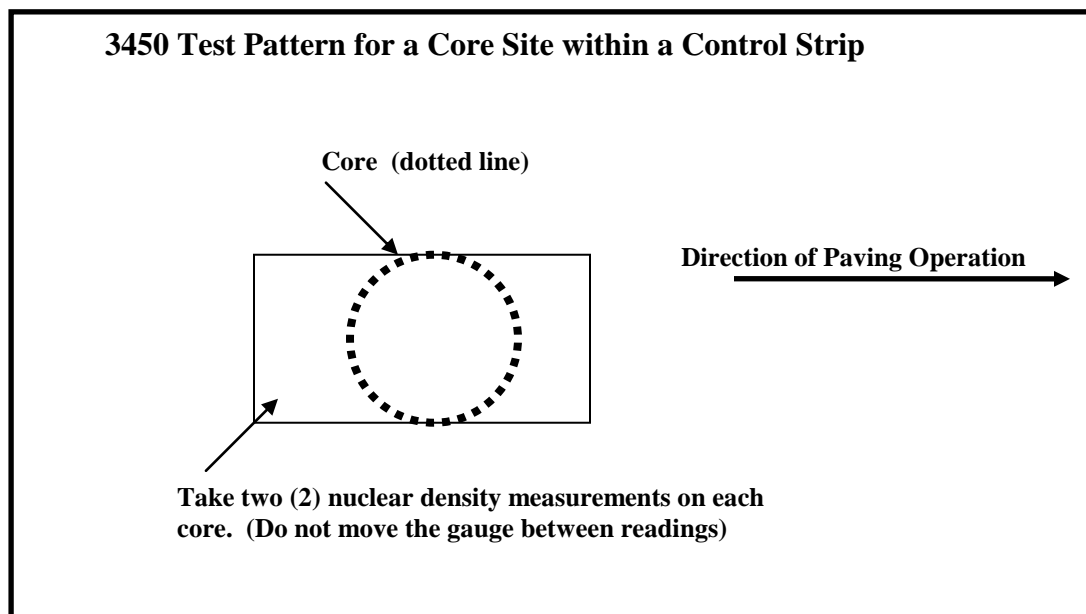 3450 Test Pattern for a Core Site within a Control Strip
Core (dotted line)
Direction of Paving Operation
Take two (2) nuclear density measurements on each
core. (Do not move the gauge between readings)